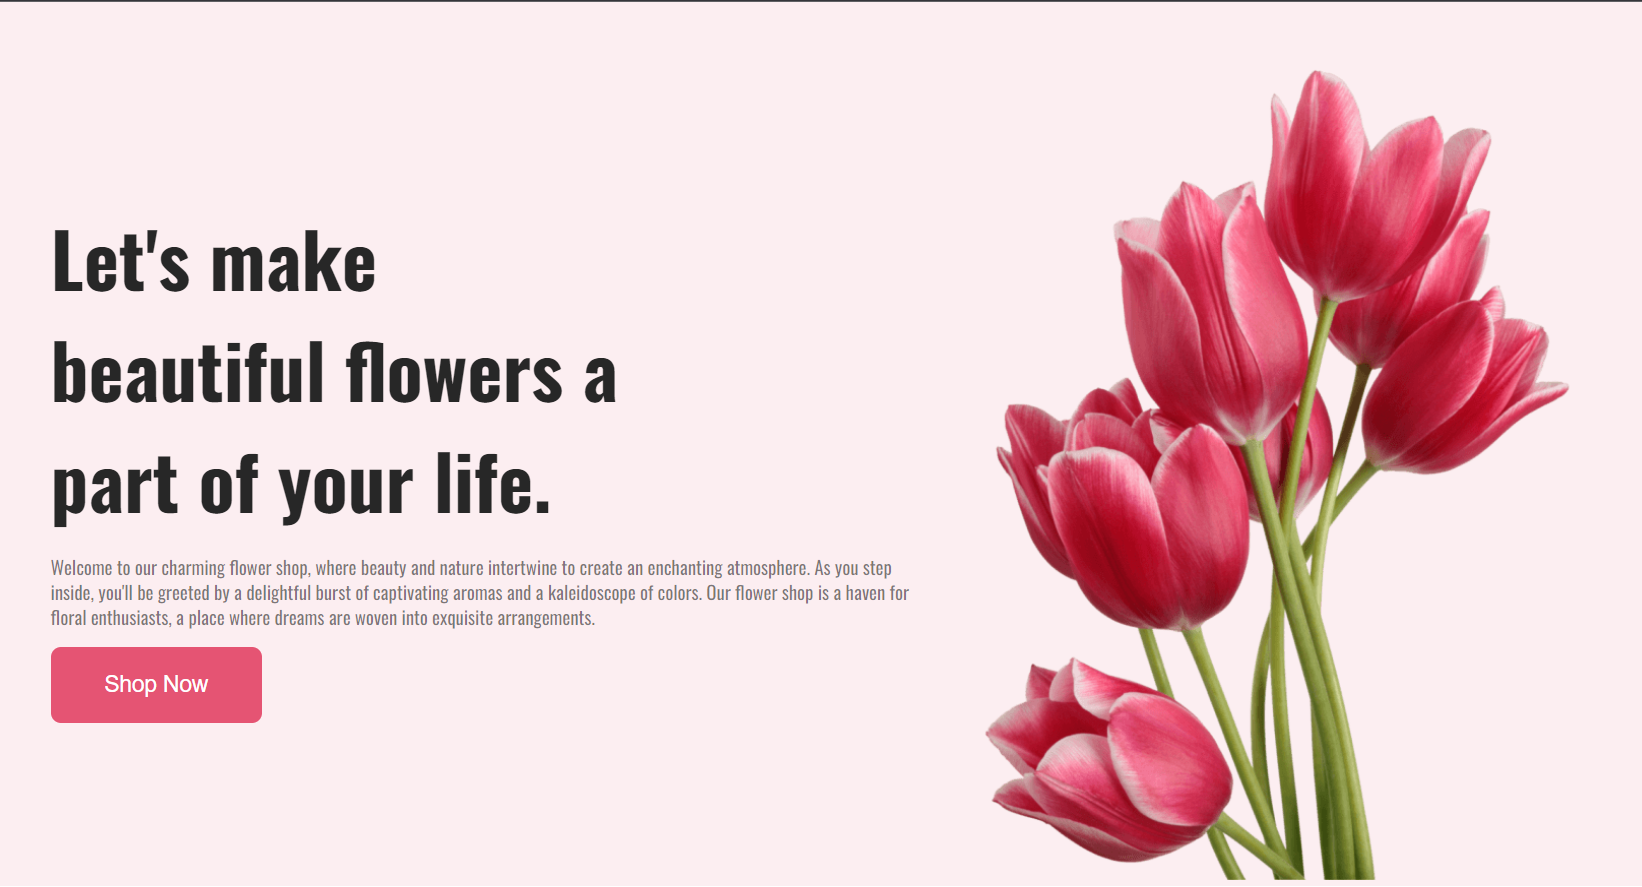 Let's make
beautiful flowers a
part of your life.
Welcome to our charming flower shop, where beauty and nature intertwine to create an enchanting atmosphere. As you step
inside, you'll be greeted by a delightful burst of captivating aromas and a kaleidoscope of colors. Our flower shop is a haven for
floral enthusiasts, a place where dreams are woven into exquisite arrangements.
Shop Now